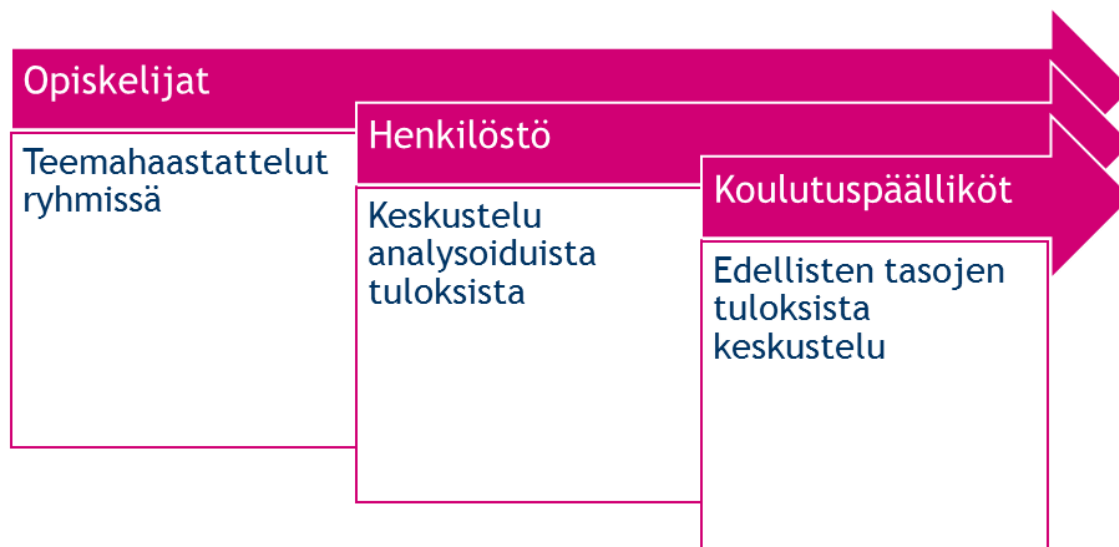 Opiskelijat
Teemahaastattelut
ryhmissä
Henkilöstö
Keskustelu
analysoiduista
tuloksista
Koulutuspäälliköt
Edellisten tasojen
tuloksista
keskustelu